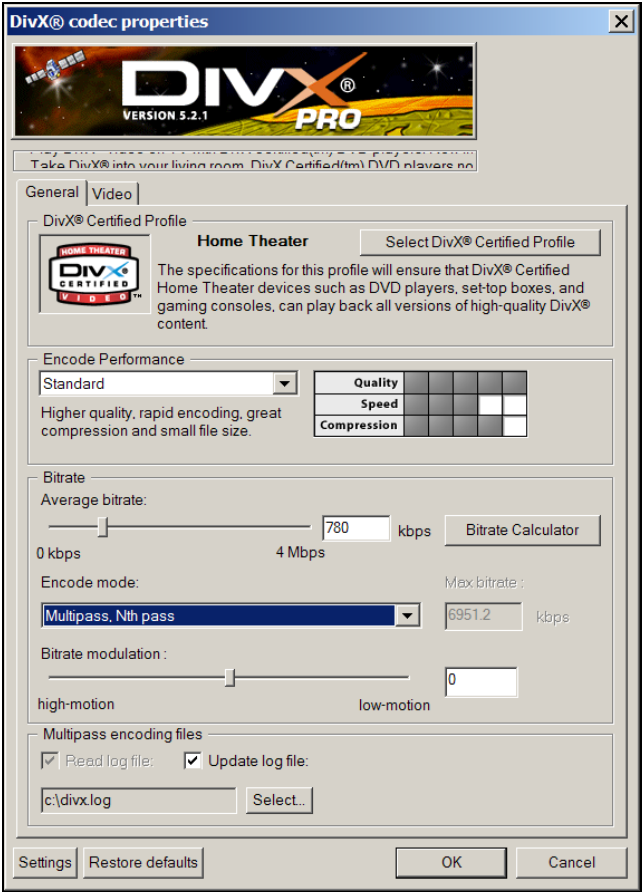 DivX® codec properties
DIVX®
VERSION 5.2.1
PRO
Take DivX® into your living room. DivX Certified(tm) DVD players no
General
Video
DivX® Certified Profile
HOME THEATER
DIVX
CERTIFIED
VIDEO™
Home Theater
Select DivX® Certified Profile
The specifications for this profile will ensure that DivX® Certified
Home Theater devices such as DVD players, set-top boxes, and
gaming consoles, can play back all versions of high-quality DivX®
content.
Encode Performance
Standard
Higher quality, rapid encoding, great
compression and small file size.
Quality
Speed
Compression
Bitrate
Average bitrate:
780 kbps
Bitrate Calculator
0 kbps
4 Mbps
Encode mode:
Max bitrate :
Multipass, Nth pass
6951.2 kbps
Bitrate modulation :
0
high-motion
low-motion
Multipass encoding files
Read log file:
Update log file:
c:\divx.log
Select...
Settings
Restore defaults
OK
Cancel